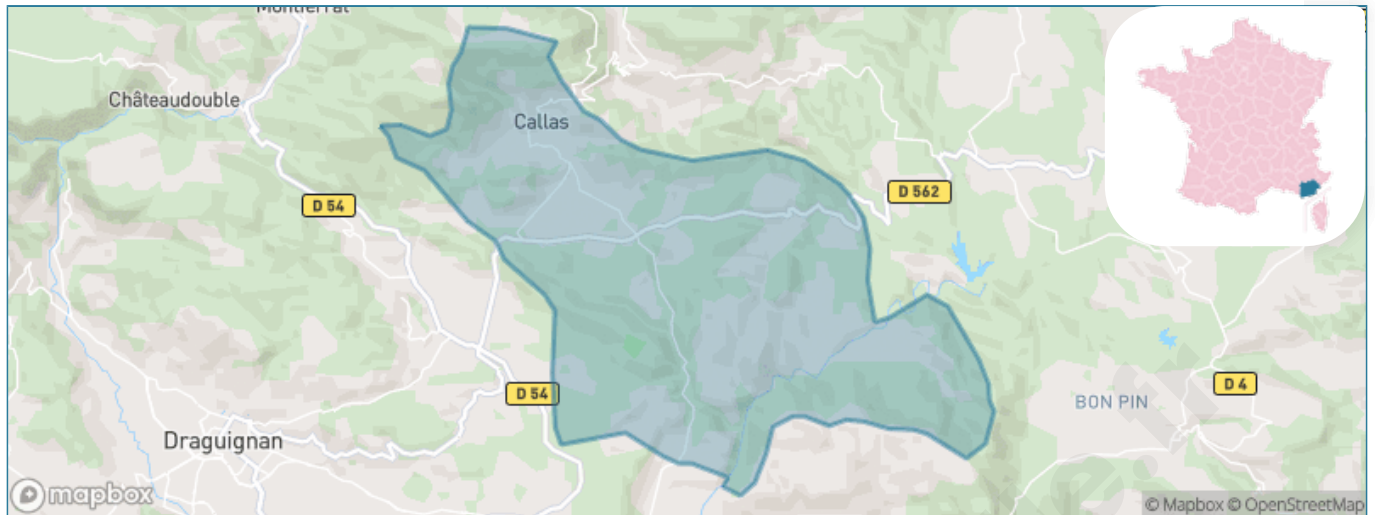 Montferrat
Châteaudouble
Callas
D 562
D 54
D 54
D 4
BON PIN
Draguignan
mapbox
© Mapbox © OpenStreetMap